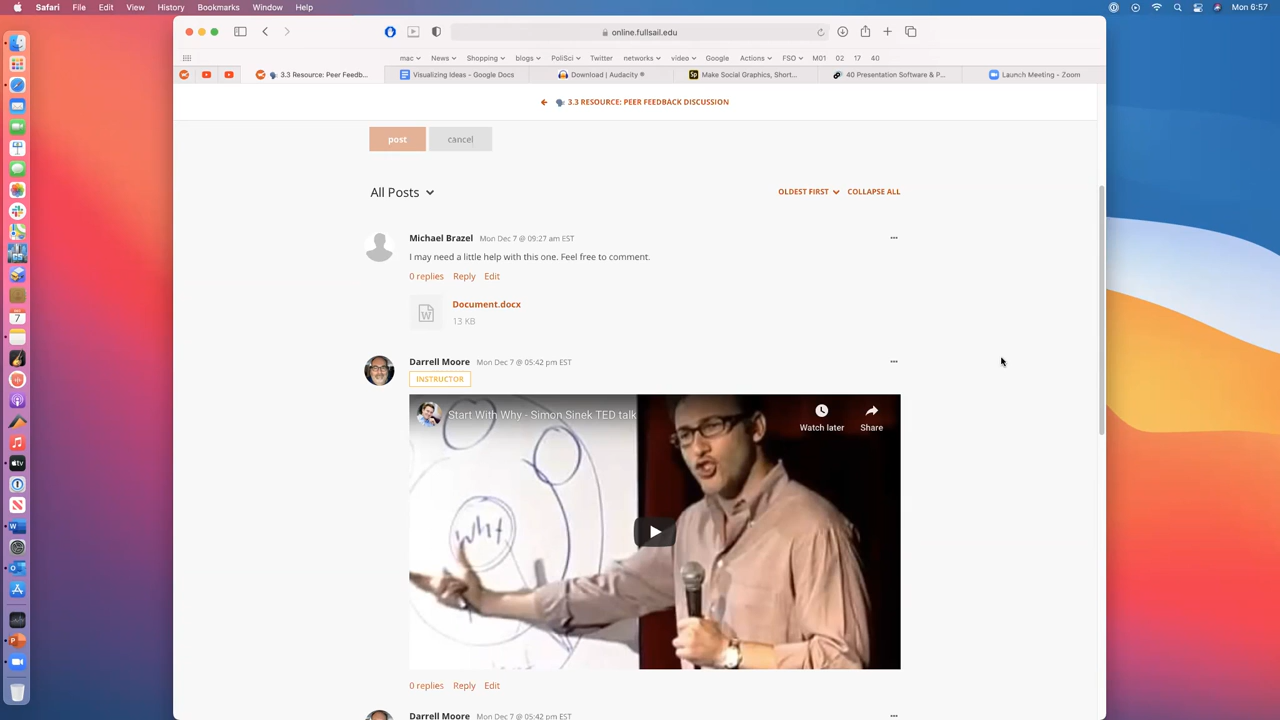 Safari File Edit View History Bookmarks Window Help Mon 6:57
online.fullsail.edu
mac News Shopping blogs PoliSci Twitter networks video Google Actions FSO M01 02 17 40
3.3 Resource: Peer Feedb... Visualizing Ideas - Google Docs Download | Audacity ® Make Social Graphics, Short... 40 Presentation Software & P... Launch Meeting - Zoom
3.3 RESOURCE: PEER FEEDBACK DISCUSSION
post cancel
All Posts OLDEST FIRST COLLAPSE ALL
Michael Brazel Mon Dec 7 @ 09:27 am EST
I may need a little help with this one. Feel free to comment.
0 replies Reply Edit
Document.docx
13 KB
Darrell Moore Mon Dec 7 @ 05:42 pm EST
INSTRUCTOR
Start With Why - Simon Sinek TED talk
Watch later Share
why
0 replies Reply Edit
Darrell Moore Mon Dec 7 @ 05:42 pm EST